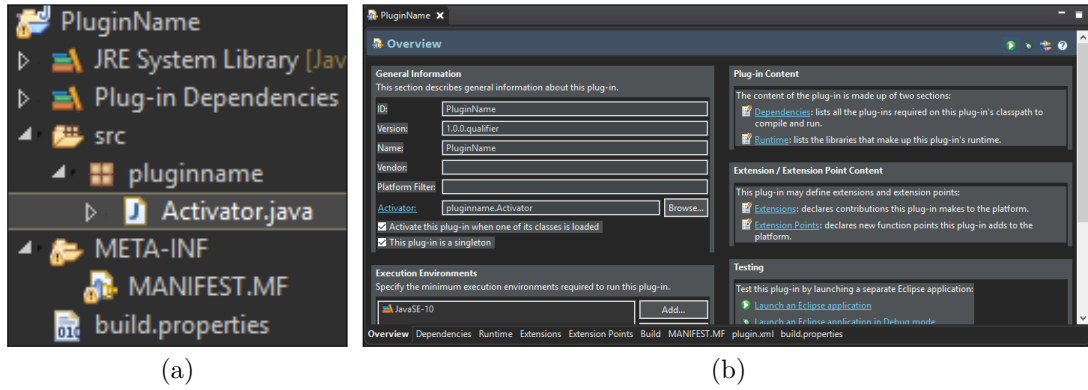 PluginName
JRE System Library [Jav
Plug-in Dependencies
src
pluginname
Activator.java
META-INF
MANIFEST.MF
build.properties
(a)
PluginName
Overview
General Information
This section describes general information about this plug-in.
ID: PluginName
Version: 1.0.0.qualifier
Name: PluginName
Vendor:
Platform Filter:
Activator: pluginname.Activator Browse...
Activate this plug-in when one of its classes is loaded
This plug-in is a singleton
Execution Environments
Specify the minimum execution environments required to run this plug-in.
JavaSE-10 Add...
Plug-in Content
The content of the plug-in is made up of two sections:
Dependencies: lists all the plug-ins required on this plug-in's classpath to
compile and run.
Runtime: lists the libraries that make up this plug-in's runtime.
Extension / Extension Point Content
This plug-in may define extensions and extension points:
Extensions: declares contributions this plug-in makes to the platform.
Extension Points: declares new function points this plug-in adds to the
platform.
Testing
Test this plug-in by launching a separate Eclipse application:
Launch an Eclipse application
Launch an Eclipse application in Debug mode
Overview Dependencies Runtime Extensions Extension Points Build MANIFEST.MF plugin.xml build.properties
(b)